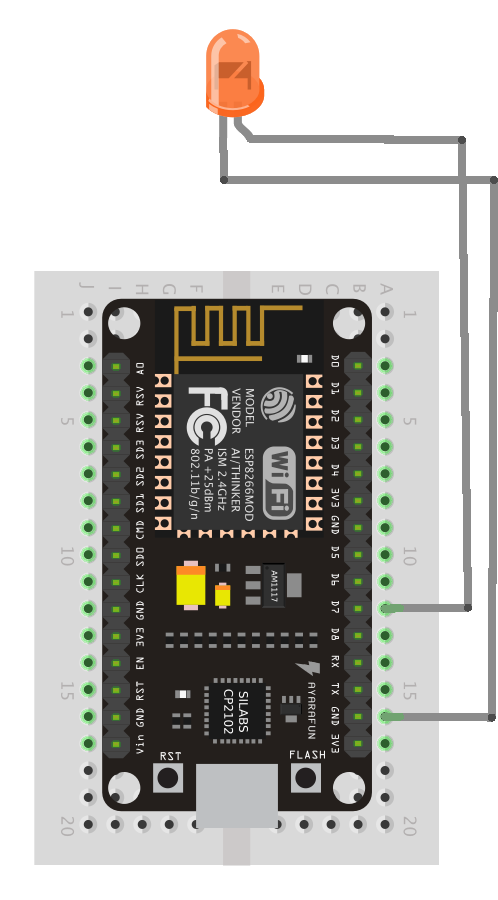 J I H G F E D C B A
1 1
5 5
10 10
15 15
20 20
A0
RSV
RSV
SD3
SD2
SD1
CMD
SD0
CLK
GND
3V3
EN
RST
GND
Vin
D0
D1
D2
D3
D4
3V3
GND
D5
D6
D7
D8
RX
TX
GND
3V3
MODEL ESP8266MOD
VENDOR AI/THINKER
ISM 2.4GHz
PA +25dBm
802.11b/g/n
FC
Wi Fi
AM1117
SILABS
CP2102
AYARAFUN
RST
FLASH